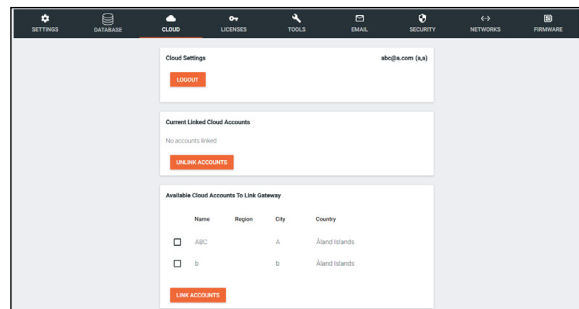 SETTINGS DATABASE CLOUD LICENSES TOOLS EMAIL SECURITY NETWORKS FIRMWARE
Cloud Settings abc@a.com (a,a)
LOGOUT
Current Linked Cloud Accounts
No accounts linked
UNLINK ACCOUNTS
Available Cloud Accounts To Link Gateway
Name Region City Country
ABC A Åland Islands
b b Åland Islands
LINK ACCOUNTS